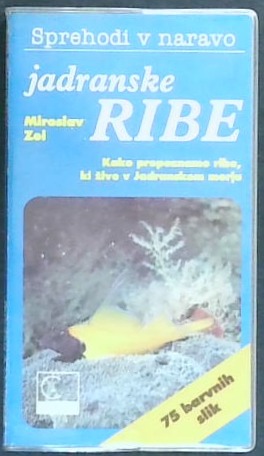 Sprehodi v naravo
jadranske
RIBE
Miroslav
Zei
Kako prepoznamo ribe,
ki žive v Jadranskem morju
75 barvnih
slik